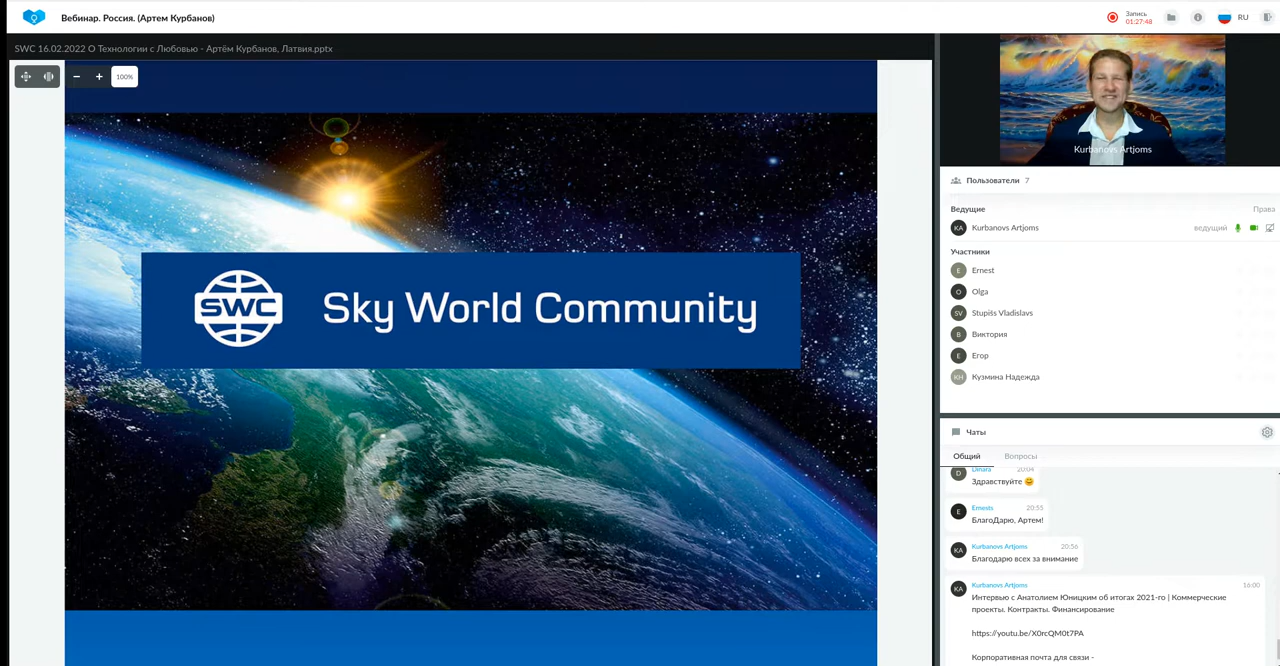 Вебинар. Россия. (Артем Курбанов)
Запись
01:27:48
RU
SWC 16.02.2022 О Технологии с Любовью - Артём Курбанов, Латвия.pptx
100%
SWC
Sky World Community
Kurbanovs Artjoms
Пользователи 7
Ведущие
Права
KA Kurbanovs Artjoms
ведущий
Участники
E Ernest
O Olga
SV Stupišs Vladislavs
В Виктория
Е Егор
КН Кузмина Надежда
Чаты
Общий Вопросы
D Dinara 20:04
Здравствуйте
E Ernests 20:55
БлагоДарю, Артем!
KA Kurbanovs Artjoms 20:56
Благодарю всех за внимание
KA Kurbanovs Artjoms 16:00
Интервью с Анатолием Юницким об итогах 2021-го | Коммерческие
проекты. Контракты. Финансирование
https://youtu.be/X0rcQM0t7PA
Корпоративная почта для связи -